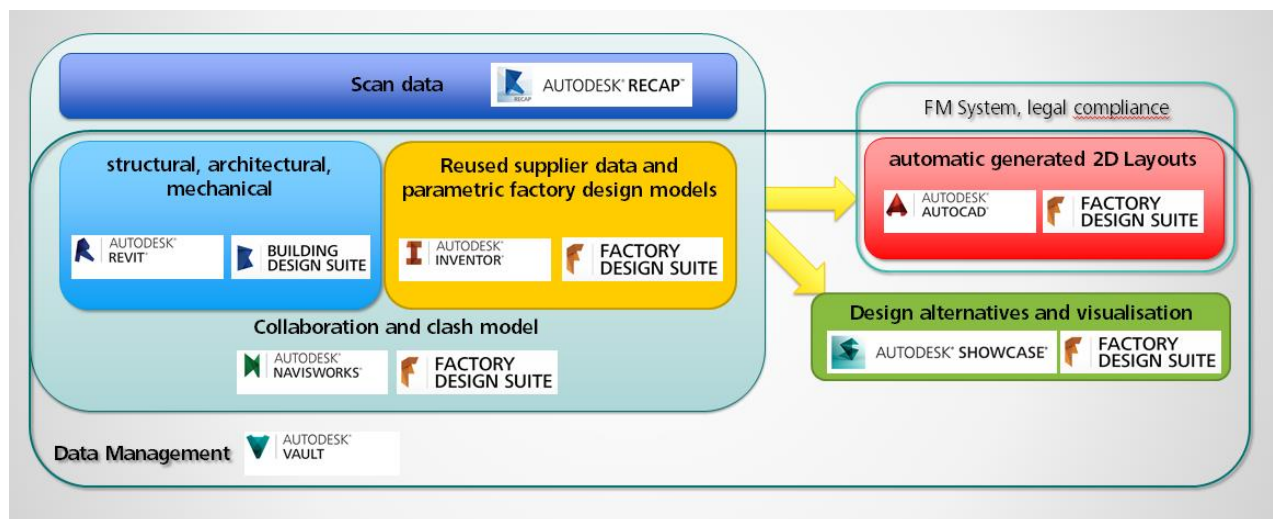 Scan data
AUTODESK® RECAP™
RECAP
structural, architectural,
mechanical
AUTODESK®
REVIT®
BUILDING
DESIGN SUITE
Reused supplier data and
parametric factory design models
AUTODESK®
INVENTOR®
FACTORY
DESIGN SUITE
Collaboration and clash model
AUTODESK®
NAVISWORKS®
FACTORY
DESIGN SUITE
Data Management
AUTODESK®
VAULT
FM System, legal compliance
automatic generated 2D Layouts
AUTODESK®
AUTOCAD®
FACTORY
DESIGN SUITE
Design alternatives and visualisation
AUTODESK® SHOWCASE®
FACTORY
DESIGN SUITE